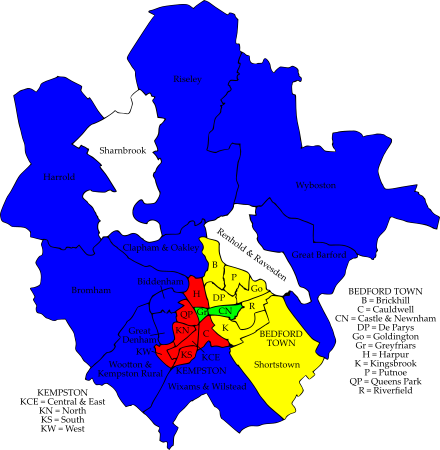 Riseley
Sharnbrook
Harrold
Wyboston
Renhold & Ravesden
Clapham & Oakley
Great Barford
B
P
Biddenham
Bromham
H
DP
Go
R
QP
Gr
CN
K
KN
C
Great
Denham
BEDFORD
TOWN
KW
KS
KCE
Wootton &
Kempston Rural
KEMPSTON
Shortstown
Wixams & Wilstead
BEDFORD TOWN
B = Brickhill
C = Cauldwell
CN = Castle & Newnham
DP = De Parys
Go = Goldington
Gr = Greyfriars
H = Harpur
K = Kingsbrook
P = Putnoe
QP = Queens Park
R = Riverfield
KEMPSTON
KCE = Central & East
KN = North
KS = South
KW = West